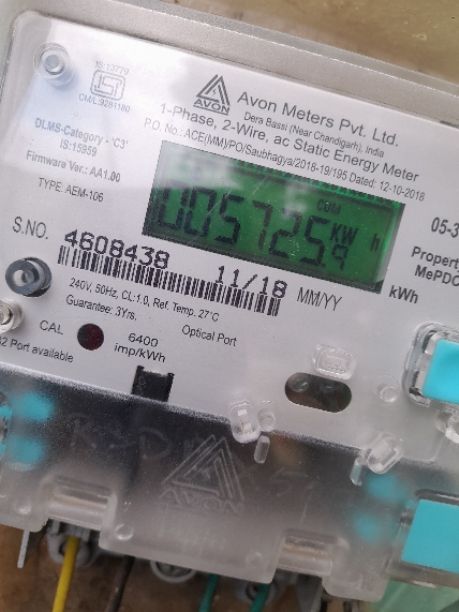 IS:13779
CM/L:9281180
DLMS-Category - 'C3'
IS:15959
Firmware Ver.: AA1.00
TYPE: AEM-106
AVON
Avon Meters Pvt. Ltd.
Dera Bassi (Near Chandigarh), India
1-Phase, 2-Wire, ac Static Energy Meter
P.O. No.: ACE(MM)/PO/Saubhagya/2018-19/195 Dated: 12-10-2018
CUM
005725.9 KW h
05-3
Property
MePDC
kWh
S.NO. 4608438 11/18 MM/YY
240V, 50Hz, CL:1.0, Ref. Temp. 27°C
Guarantee: 3Yrs.
Optical Port
CAL
6400
imp/kWh
Port available
AVON